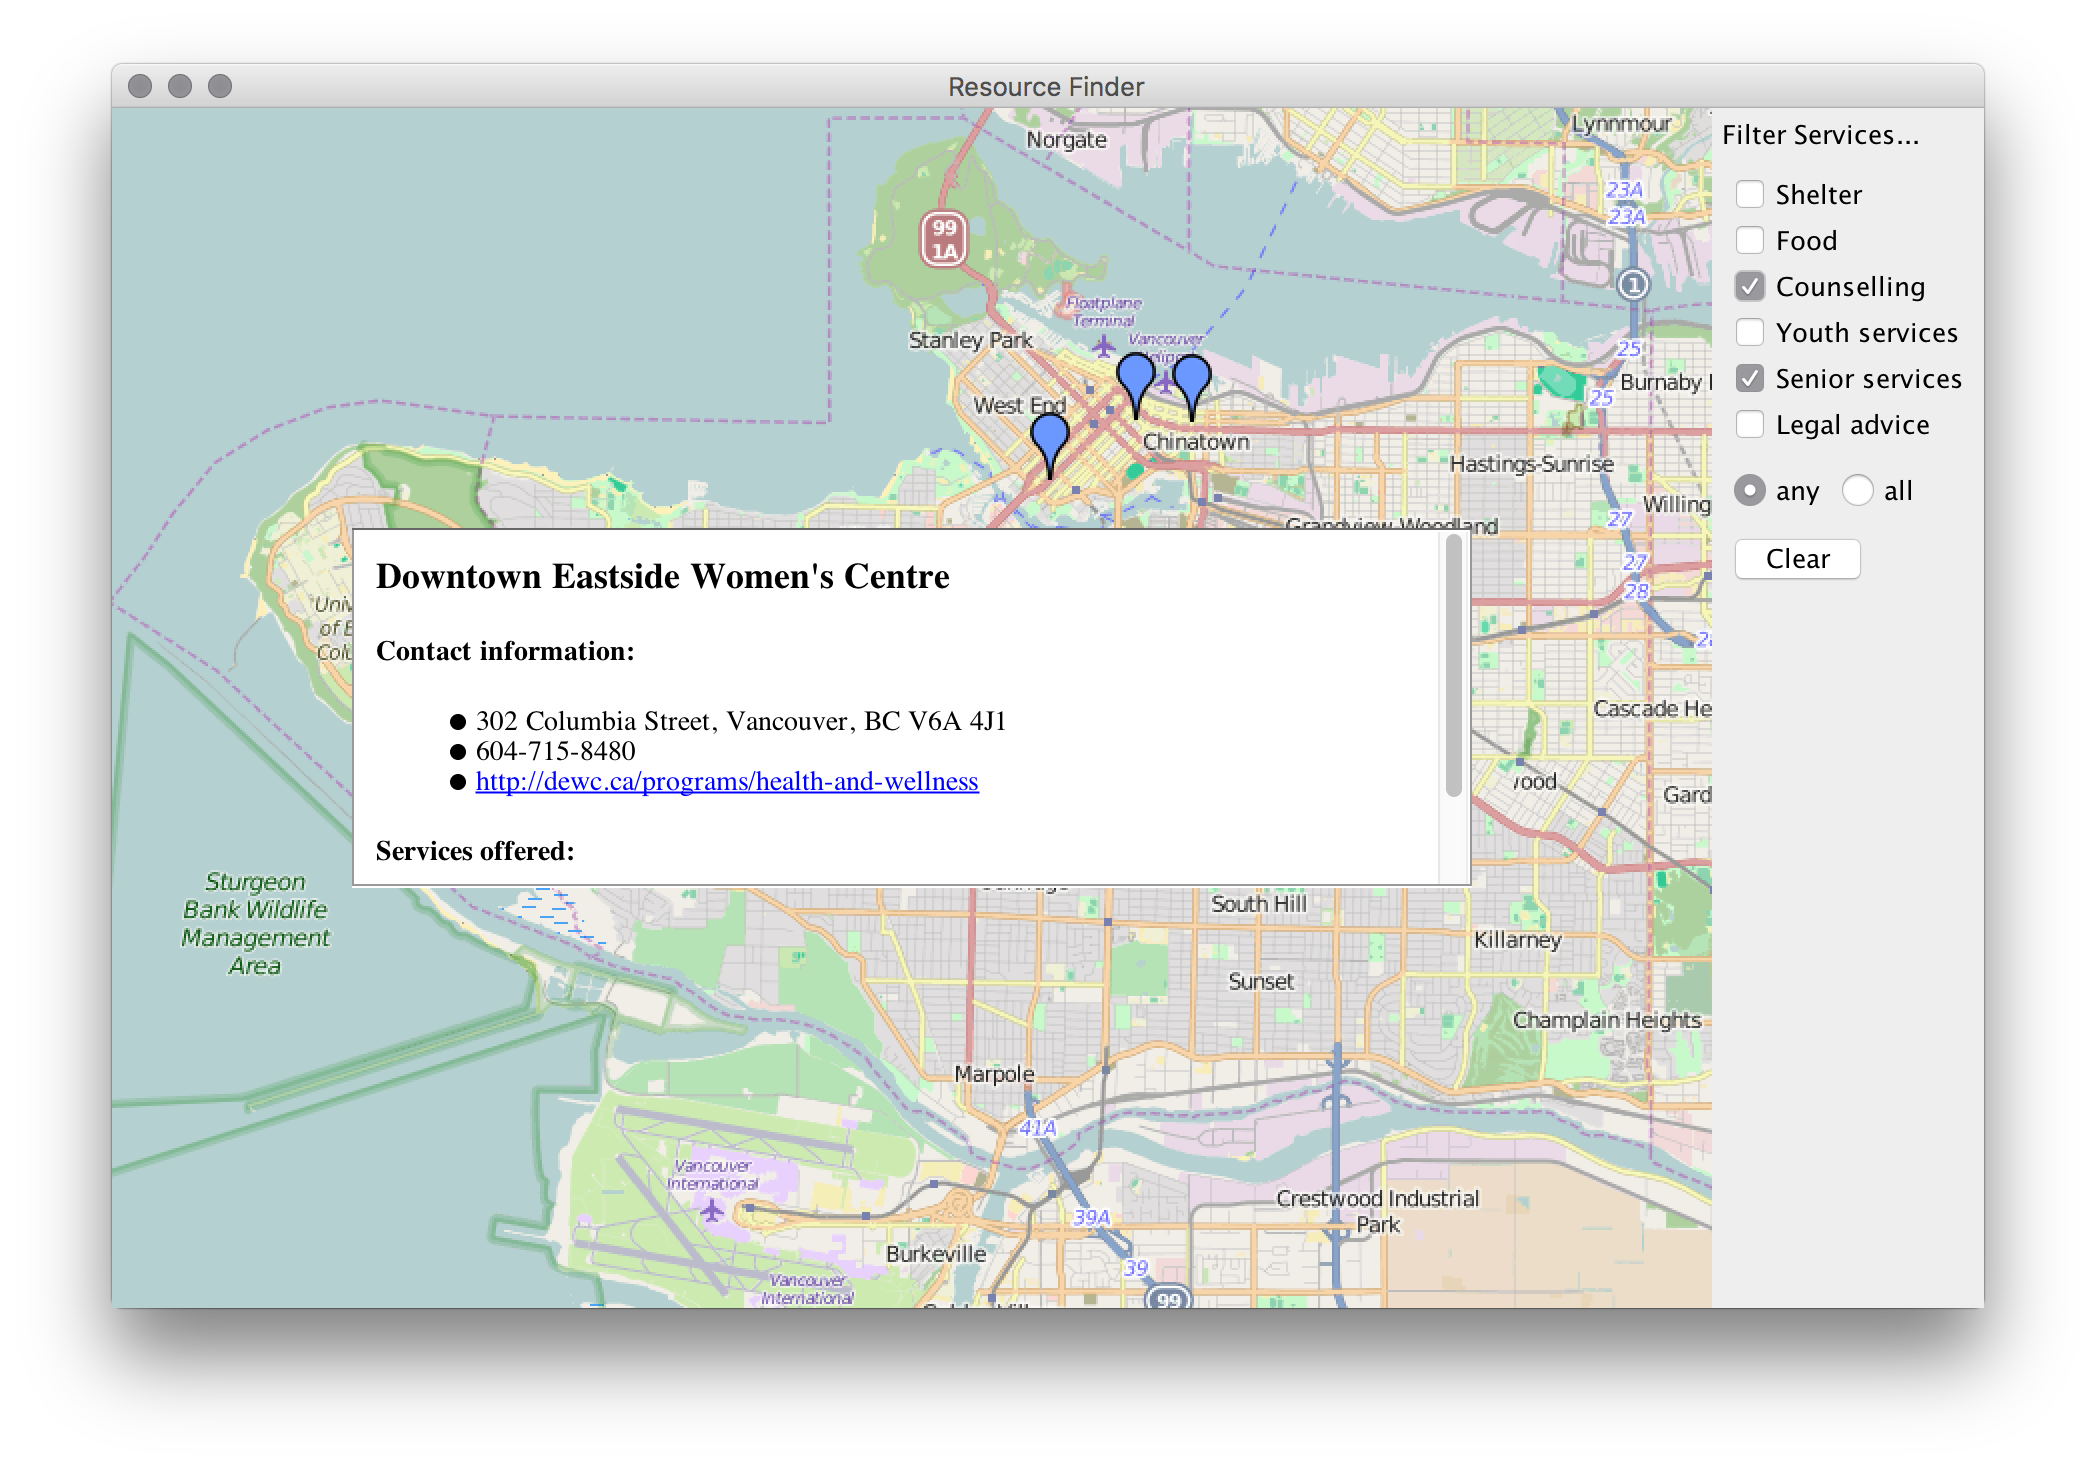 Resource Finder
Norgate
Lynnmour
23A
23A
99
1A
1
Floatplane
Terminal
Vancouver
Stanley Park
25
Burnaby
25
West End
Chinatown
Hastings-Sunrise
Willing
27
Grandview-Woodland
27
28
Univ
of B
Colu
Cascade He
Gard
Downtown Eastside Women's Centre
Contact information:
302 Columbia Street, Vancouver, BC V6A 4J1
604-715-8480
http://dewc.ca/programs/health-and-wellness
Services offered:
Sturgeon
Bank Wildlife
Management
Area
South Hill
Killarney
Sunset
Champlain Heights
Marpole
41A
Vancouver
International
Crestwood Industrial
Park
39A
Burkeville
39
Vancouver
International
99
Filter Services...
Shelter
Food
Counselling
Youth services
Senior services
Legal advice
any all
Clear